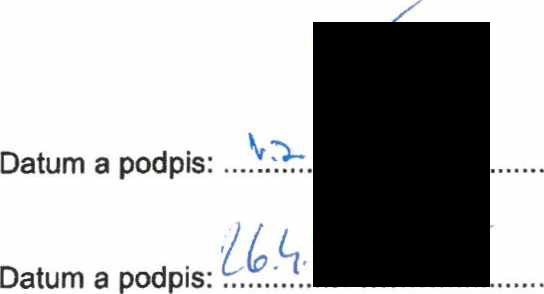 Datum a podpis: v.z
Datum a podpis: 26.4.